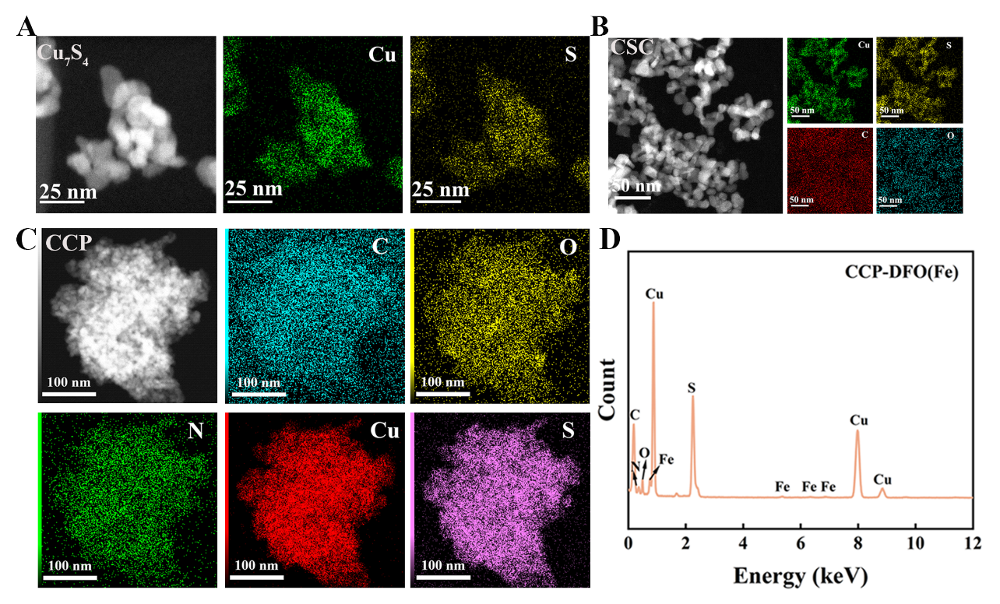 A
Cu7S4
25 nm
Cu
25 nm
S
25 nm
B
CSC
50 nm
Cu
50 nm
S
50 nm
C
50 nm
O
50 nm
C
CCP
100 nm
C
100 nm
O
100 nm
N
100 nm
Cu
100 nm
S
100 nm
D
CCP-DFO(Fe)
Count
Cu
S
C
N
O
Fe
Fe
Fe
Fe
Cu
Cu
0 2 4 6 8 10 12
Energy (keV)